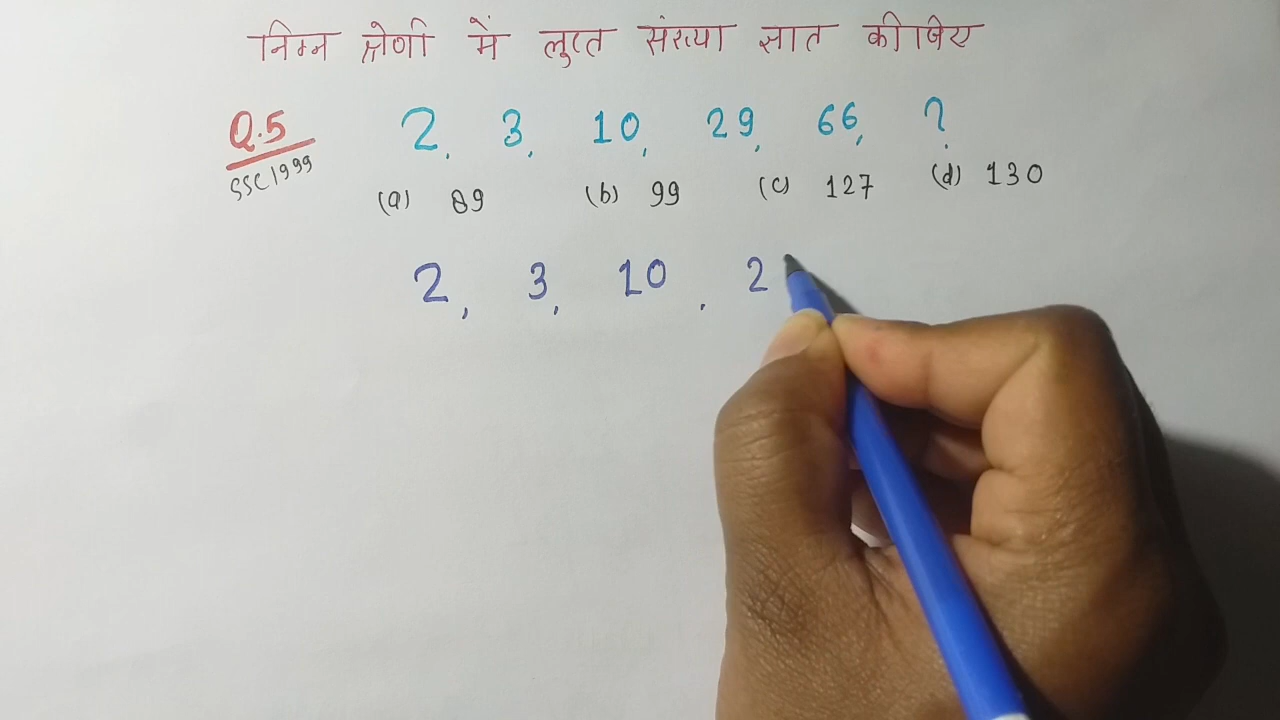 निम्न श्रेणी में लुप्त संख्या ज्ञात कीजिए
Q.5 2, 3, 10, 29, 66, ?
SSC 1999
(a) 89 (b) 99 (c) 127 (d) 130
2, 3, 10, 2